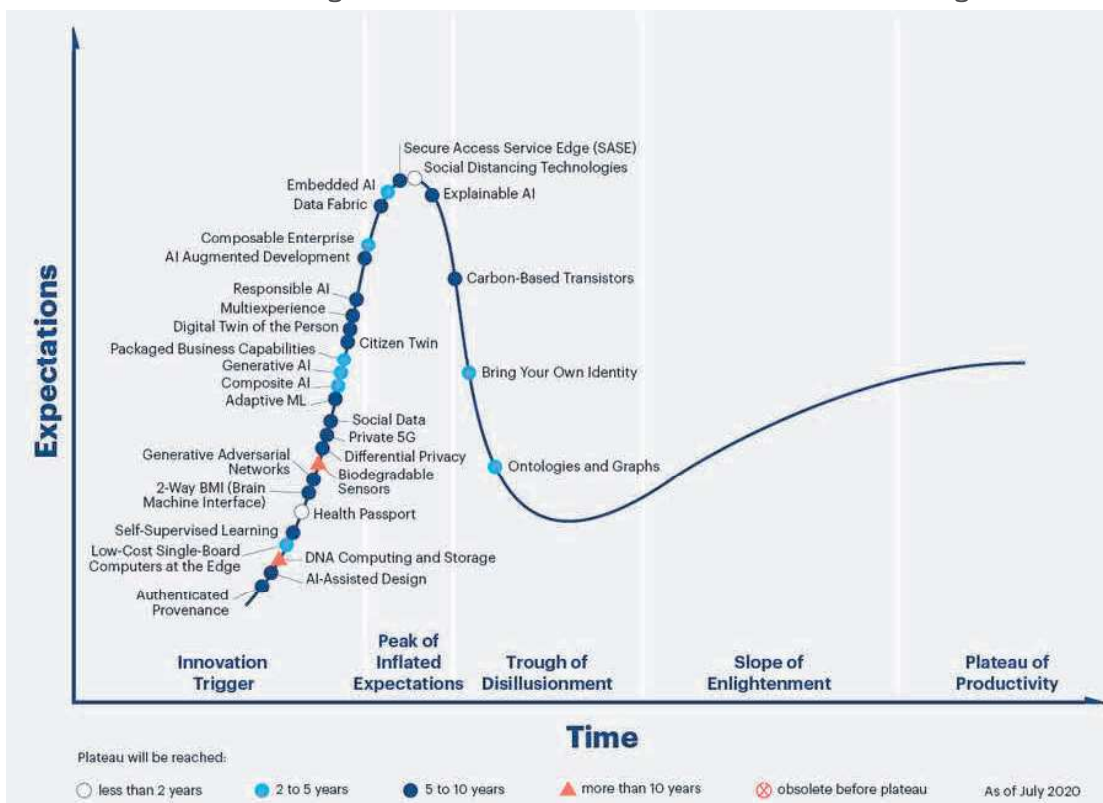 Secure Access Service Edge (SASE)
Social Distancing Technologies
Embedded AI
Explainable AI
Data Fabric
Composable Enterprise
AI Augmented Development
Carbon-Based Transistors
Responsible AI
Multiexperience
Digital Twin of the Person
Citizen Twin
Packaged Business Capabilities
Generative AI
Bring Your Own Identity
Composite AI
Adaptive ML
Social Data
Private 5G
Differential Privacy
Generative Adversarial
Networks
Biodegradable
Sensors
Ontologies and Graphs
2-Way BMI (Brain
Machine Interface)
Health Passport
Self-Supervised Learning
Low-Cost Single-Board
Computers at the Edge
DNA Computing and Storage
AI-Assisted Design
Authenticated
Provenance
Expectations
Innovation
Trigger
Peak of
Inflated
Expectations
Trough of
Disillusionment
Slope of
Enlightenment
Plateau of
Productivity
Time
Plateau will be reached:
less than 2 years
2 to 5 years
5 to 10 years
more than 10 years
obsolete before plateau
As of July 2020